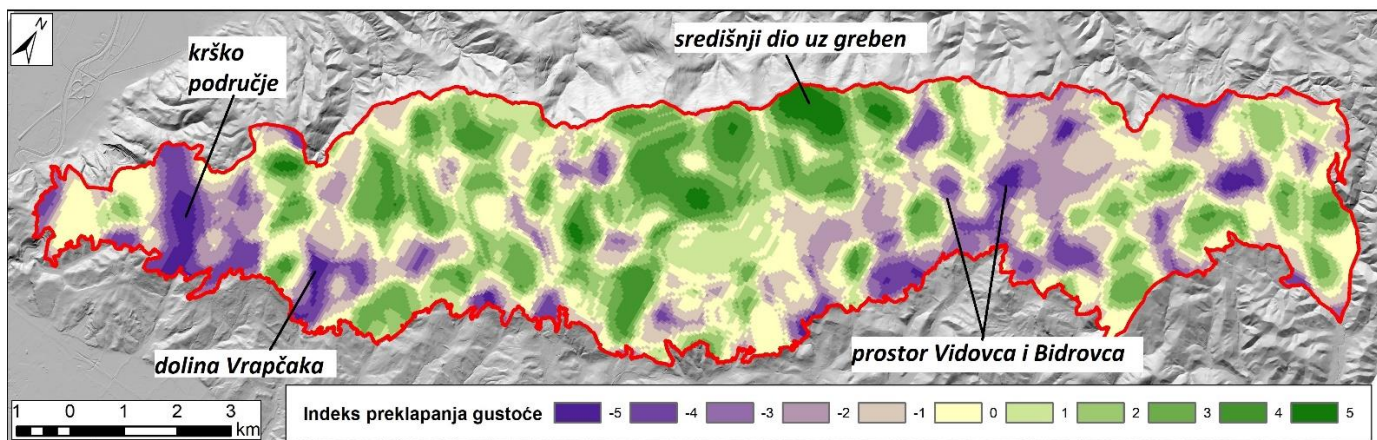 N
krško
područje
središnji dio uz greben
dolina Vrapčaka
prostor Vidovca i Bidrovca
1 0 1 2 3
km
Indeks preklapanja gustoće -5 -4 -3 -2 -1 0 1 2 3 4 5